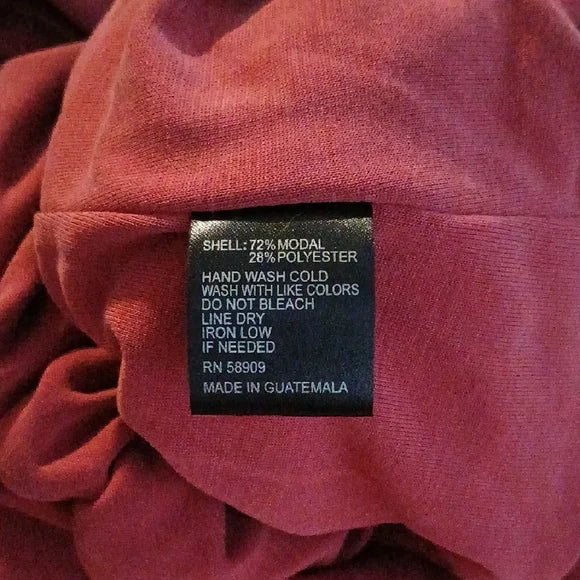 SHELL: 72% MODAL
28% POLYESTER
HAND WASH COLD
WASH WITH LIKE COLORS
DO NOT BLEACH
LINE DRY
IRON LOW
IF NEEDED
RN 58909
MADE IN GUATEMALA